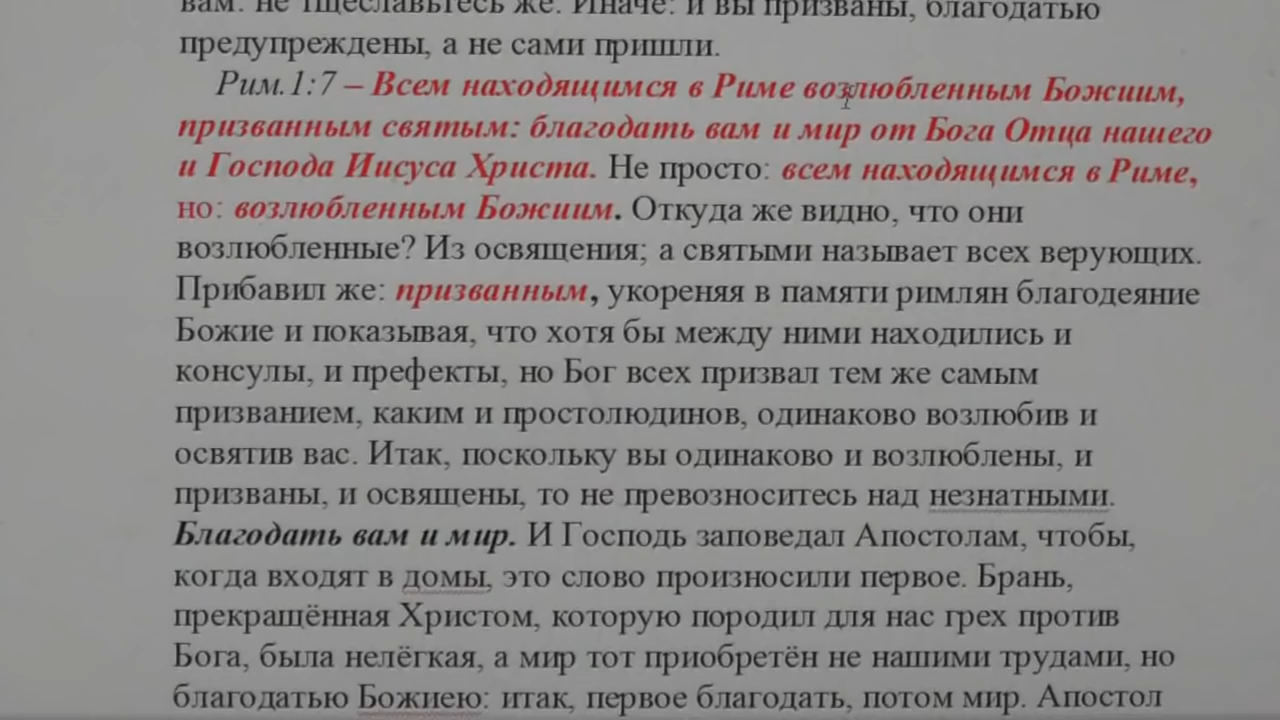 вам: не тщеславьтесь же. Иначе: и вы призваны, благодатью
предупреждены, а не сами пришли.
Рим.1:7 – Всем находящимся в Риме возлюбленным Божиим,
призванным святым: благодать вам и мир от Бога Отца нашего
и Господа Иисуса Христа. Не просто: всем находящимся в Риме,
но: возлюбленным Божиим. Откуда же видно, что они
возлюбленные? Из освящения; а святыми называет всех верующих.
Прибавил же: призванным, укореняя в памяти римлян благодеяние
Божие и показывая, что хотя бы между ними находились и
консулы, и префекты, но Бог всех призвал тем же самым
призванием, каким и простолюдинов, одинаково возлюбив и
освятив вас. Итак, поскольку вы одинаково и возлюблены, и
призваны, и освящены, то не превозноситесь над незнатными.
Благодать вам и мир. И Господь заповедал Апостолам, чтобы,
когда входят в домы, это слово произносили первое. Брань,
прекращённая Христом, которую породил для нас грех против
Бога, была нелёгкая, а мир тот приобретён не нашими трудами, но
благодатью Божиею: итак, первое благодать, потом мир. Апостол